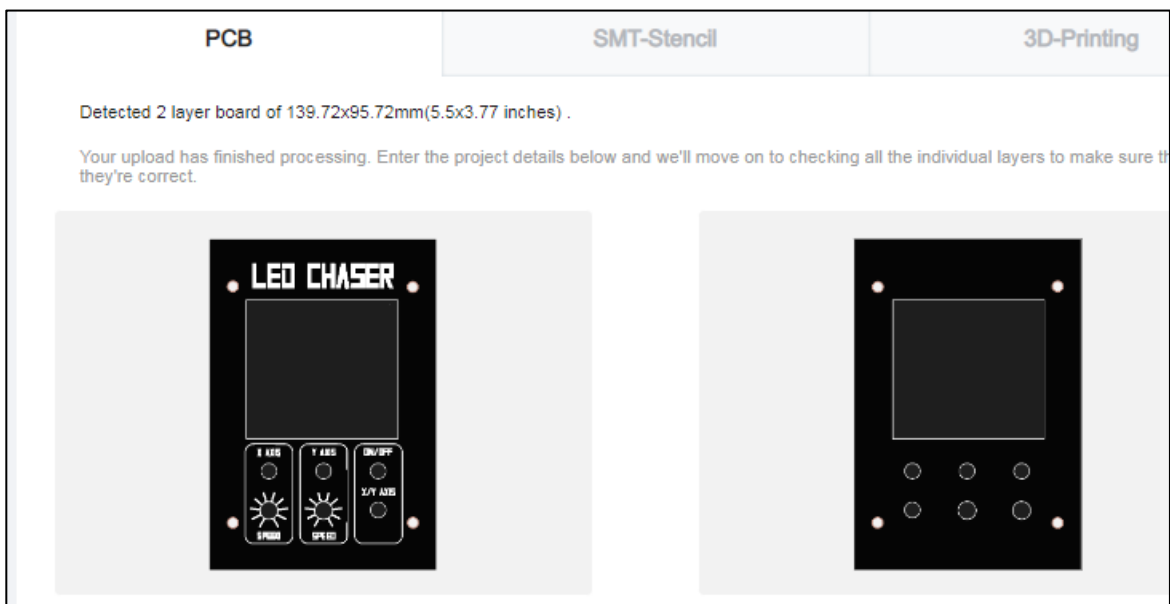 PCB SMT-Stencil 3D-Printing
Detected 2 layer board of 139.72x95.72mm(5.5x3.77 inches) .
Your upload has finished processing. Enter the project details below and we'll move on to checking all the individual layers to make sure th
they're correct.
LED CHASER
X AXIS Y AXIS ON/OFF
X/Y AXIS
SPEED SPEED